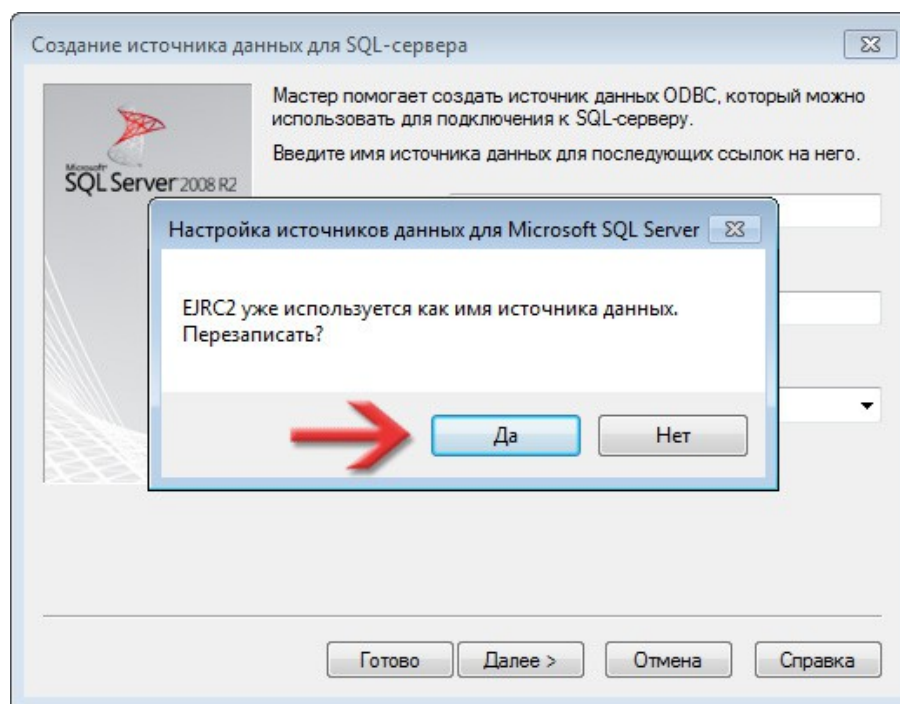 Создание источника данных для SQL-сервера
Мастер помогает создать источник данных ODBC, который можно
использовать для подключения к SQL-серверу.
Введите имя источника данных для последующих ссылок на него.
Microsoft
SQL Server 2008 R2
Настройка источников данных для Microsoft SQL Server
EJRC2 уже используется как имя источника данных.
Перезаписать?
Да
Нет
Готово
Далее >
Отмена
Справка